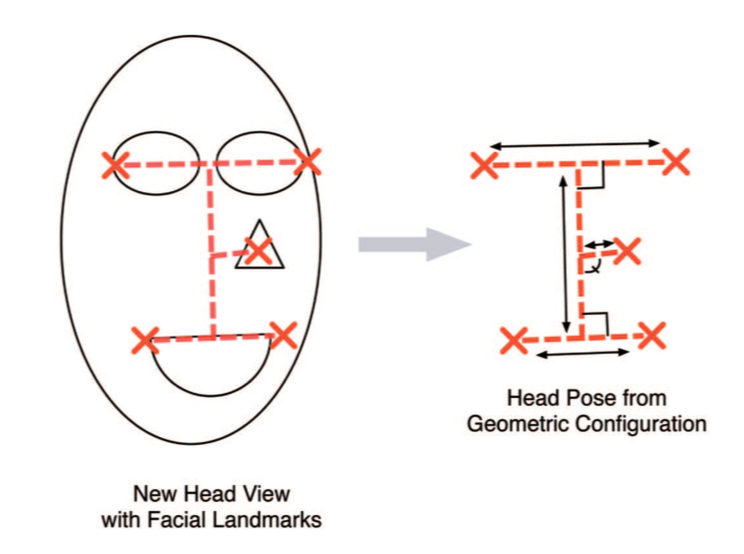 Head Pose from
Geometric Configuration
New Head View
with Facial Landmarks